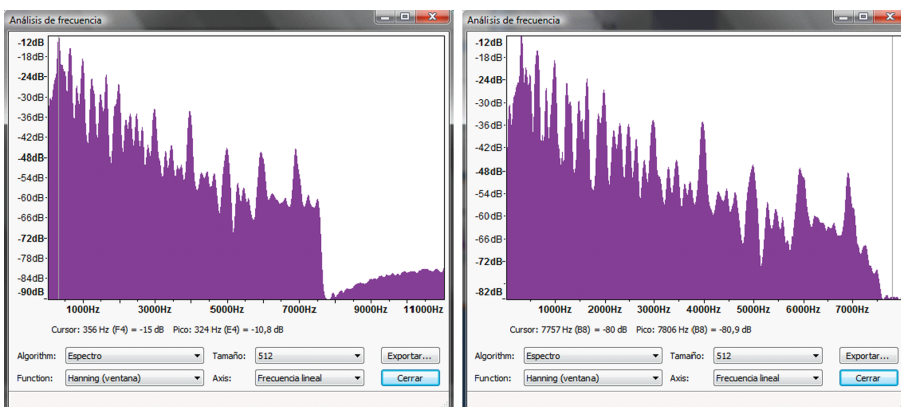 Análisis de frecuencia
-12dB
-18dB-
-24dB
-30dB-
-36dB-
-42dB
-48dB
-54dB-
-60dB-
-66dB-
-72dB
-78dB-
-84dB-
-90dB
1000Hz 3000Hz 5000Hz 7000Hz 9000Hz 11000Hz
Cursor: 356 Hz (F4) = -15 dB Pico: 324 Hz (E4) = -10,8 dB
Algorithm: Espectro Tamaño: 512 Exportar...
Function: Hanning (ventana) Axis: Frecuencia lineal Cerrar
Análisis de frecuencia
-12dB
-18dB-
-24dB
-30dB-
-36dB-
-42dB
-48dB-
-54dB-
-60dB
-66dB-
-72dB
-82dB
1000Hz 2000Hz 3000Hz 4000Hz 5000Hz 6000Hz 7000Hz
Cursor: 7757 Hz (B8) = -80 dB Pico: 7806 Hz (B8) = -80,9 dB
Algorithm: Espectro Tamaño: 512 Exportar...
Function: Hanning (ventana) Axis: Frecuencia lineal Cerrar